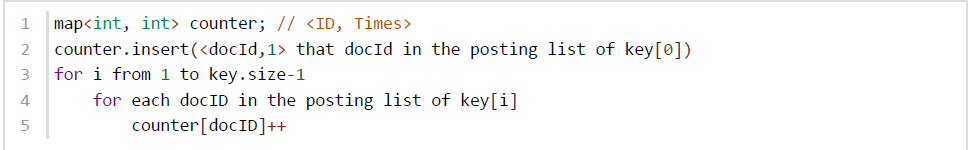 1 map<int, int> counter; // <ID, Times>
2 counter.insert(<docId,1> that docId in the posting list of key[0])
3 for i from 1 to key.size-1
4     for each docID in the posting list of key[i]
5         counter[docID]++